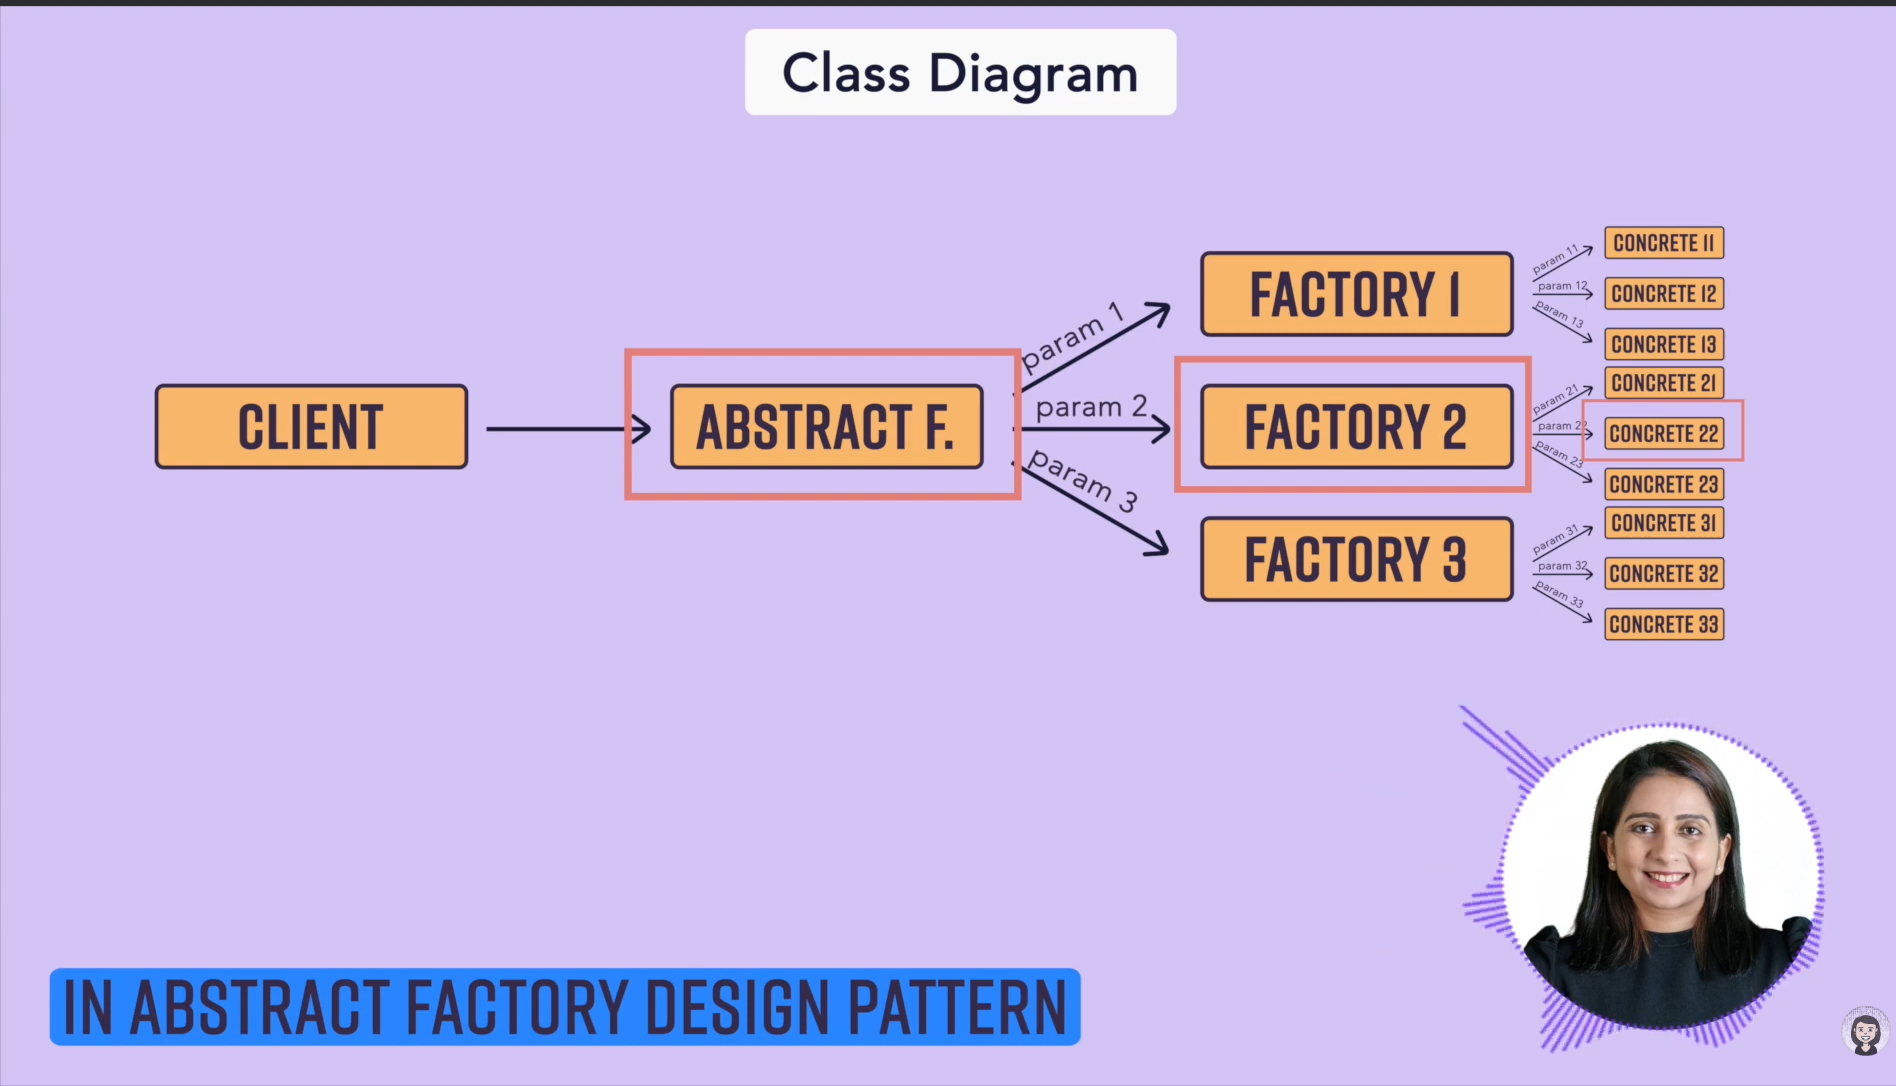 Class Diagram
CLIENT
ABSTRACT F.
param 1
param 2
param 3
FACTORY 1
FACTORY 2
FACTORY 3
param 11
param 12
param 13
CONCRETE 11
CONCRETE 12
CONCRETE 13
param 21
param 22
param 23
CONCRETE 21
CONCRETE 22
CONCRETE 23
param 31
param 32
param 33
CONCRETE 31
CONCRETE 32
CONCRETE 33
IN ABSTRACT FACTORY DESIGN PATTERN